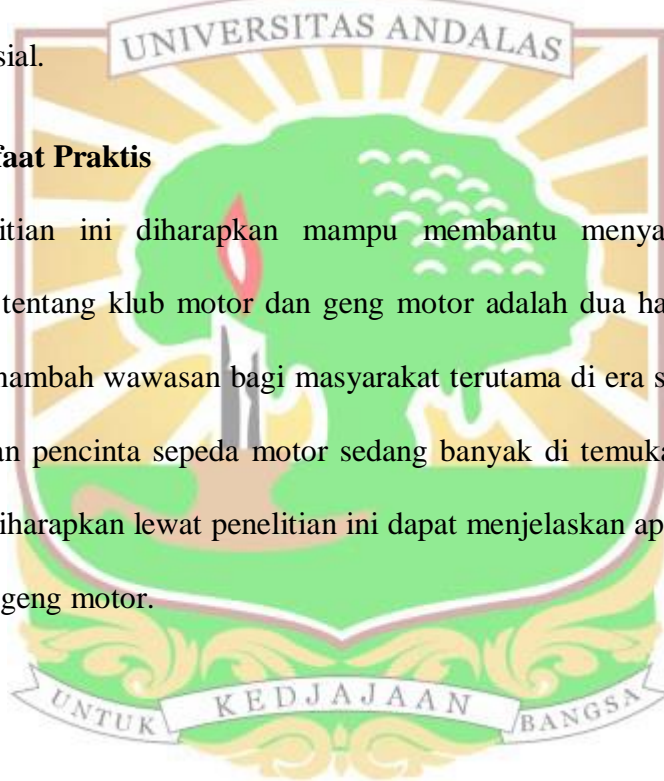 UNIVERSITAS ANDALAS
sial.
faat Praktis
itian ini diharapkan mampu membantu menya
tentang klub motor dan geng motor adalah dua ha
nambah wawasan bagi masyarakat terutama di era s
an pencinta sepeda motor sedang banyak di temuka
iharapkan lewat penelitian ini dapat menjelaskan ap
geng motor.
UNTUK KEDJAJAAN BANGSA